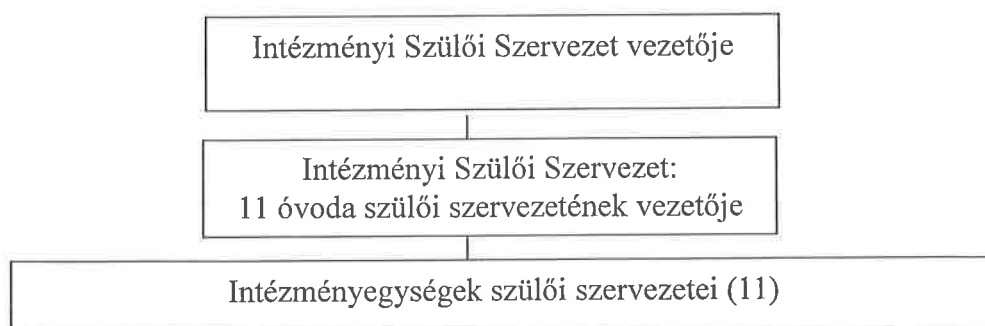 Intézményi Szülői Szervezet vezetője
Intézményi Szülői Szervezet:
11 óvoda szülői szervezetének vezetője
Intézményegységek szülői szervezetei (11)